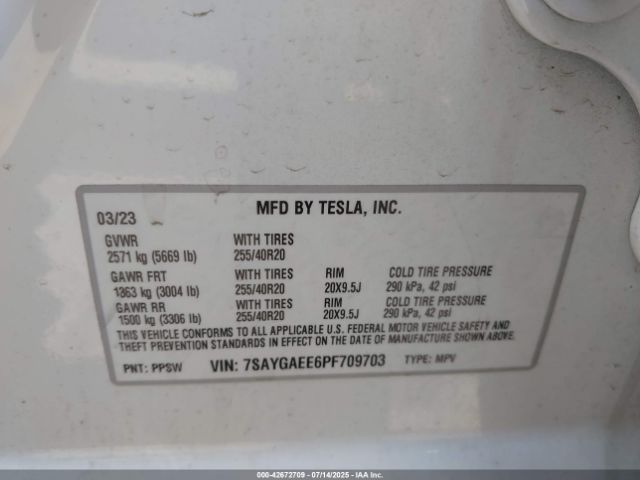 03/23 MFD BY TESLA, INC.
GVWR WITH TIRES
2571 kg (5669 lb) 255/40R20
GAWR FRT WITH TIRES RIM COLD TIRE PRESSURE
1363 kg (3004 lb) 255/40R20 20X9.5J 290 kPa, 42 psi
GAWR RR WITH TIRES RIM COLD TIRE PRESSURE
1500 kg (3306 lb) 255/40R20 20X9.5J 290 kPa, 42 psi
THIS VEHICLE CONFORMS TO ALL APPLICABLE U.S. FEDERAL MOTOR VEHICLE SAFETY AND
THEFT PREVENTION STANDARDS IN EFFECT ON THE DATE OF MANUFACTURE SHOWN ABOVE.
PNT: PPSW VIN: 7SAYGAEE6PF709703 TYPE: MPV
000-42672709 - 07/14/2025 - IAA Inc.